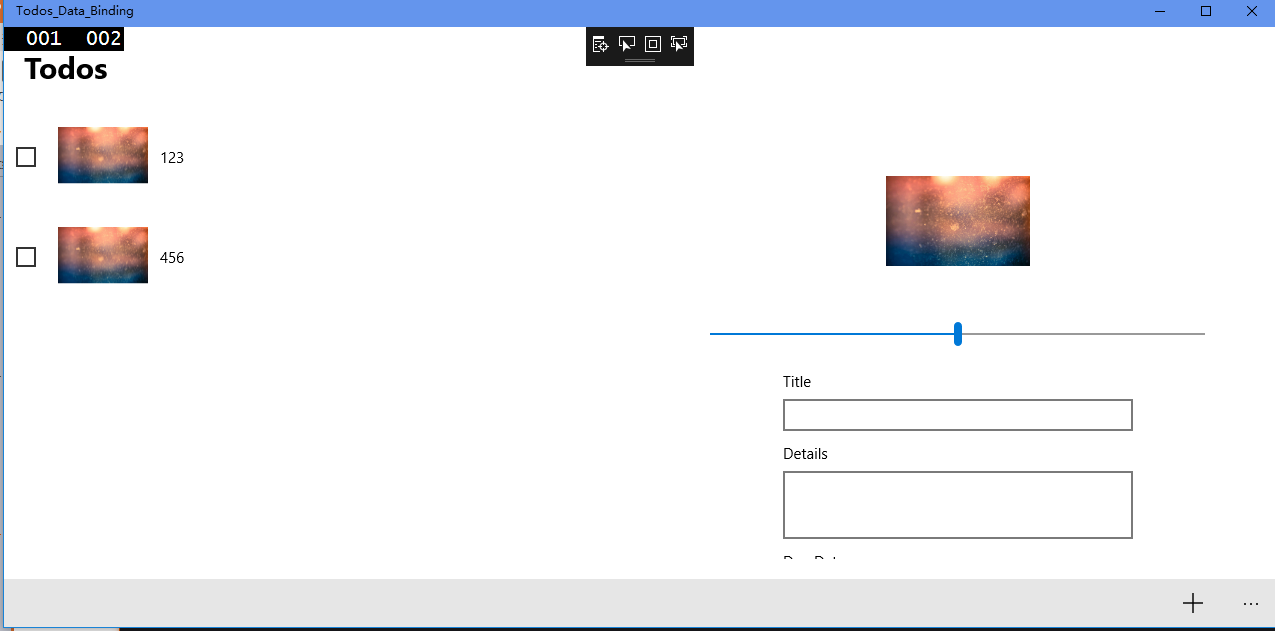 Todos_Data_Binding
001 002
Todos
123
456
Title
Details